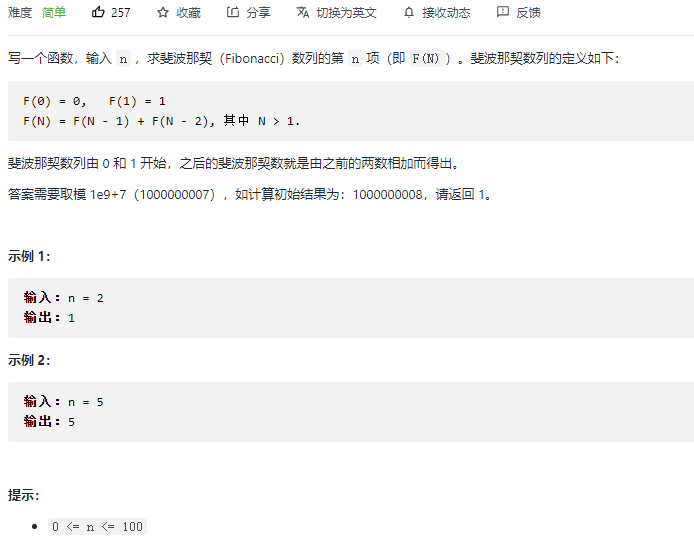 难度 简单 257 收藏 分享 切换为英文 接收动态 反馈
写一个函数，输入 n ，求斐波那契（Fibonacci）数列的第 n 项（即 F(N)）。斐波那契数列的定义如下：
F(0) = 0,   F(1) = 1
F(N) = F(N - 1) + F(N - 2), 其中 N > 1.
斐波那契数列由 0 和 1 开始，之后的斐波那契数就是由之前的两数相加而得出。
答案需要取模 1e9+7（1000000007），如计算初始结果为：1000000008，请返回 1。
示例 1：
输入：n = 2
输出：1
示例 2：
输入：n = 5
输出：5
提示：
• 0 <= n <= 100